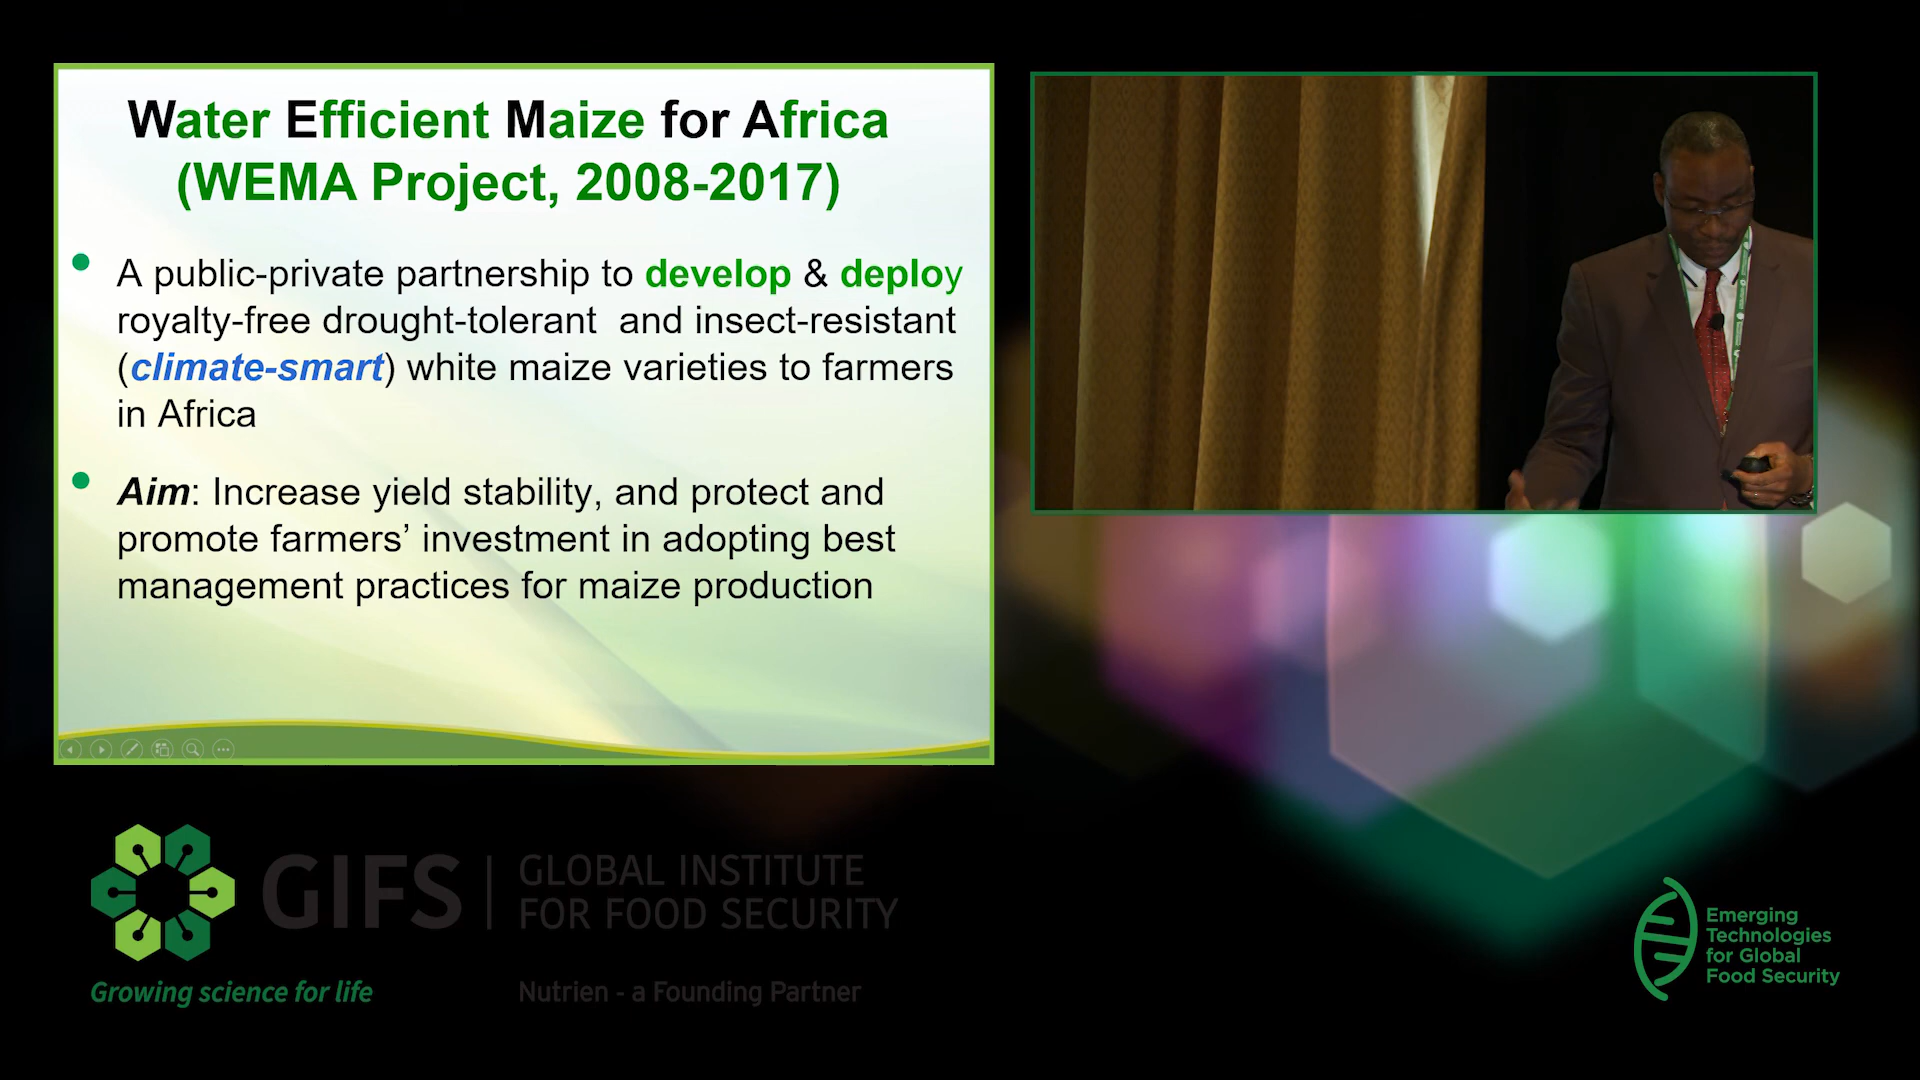 Water Efficient Maize for Africa
(WEMA Project, 2008-2017)
• A public-private partnership to develop & deploy
royalty-free drought-tolerant  and insect-resistant
(climate-smart) white maize varieties to farmers
in Africa
• Aim: Increase yield stability, and protect and
promote farmers’ investment in adopting best
management practices for maize production
GIFS | GLOBAL INSTITUTE
FOR FOOD SECURITY
Growing science for life
Nutrien - a Founding Partner
Emerging
Technologies
for Global
Food Security